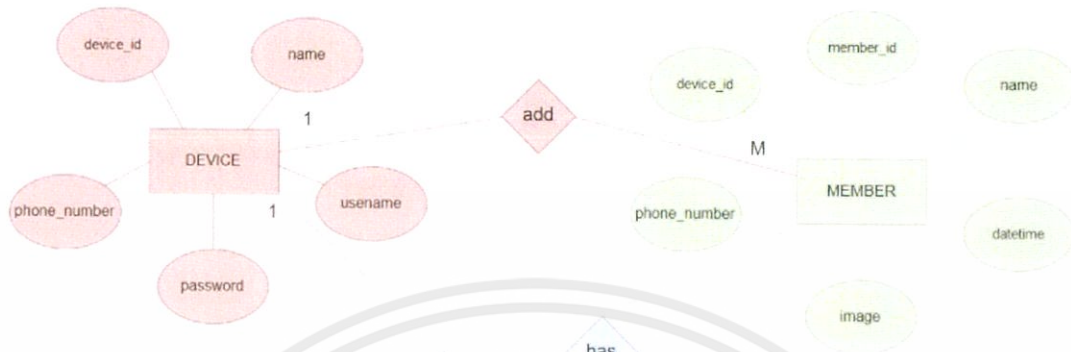 device_id
name
member_id
device_id
name
1
add
DEVICE
M
MEMBER
phone_number
1
usename
phone_number
datetime
password
image
has